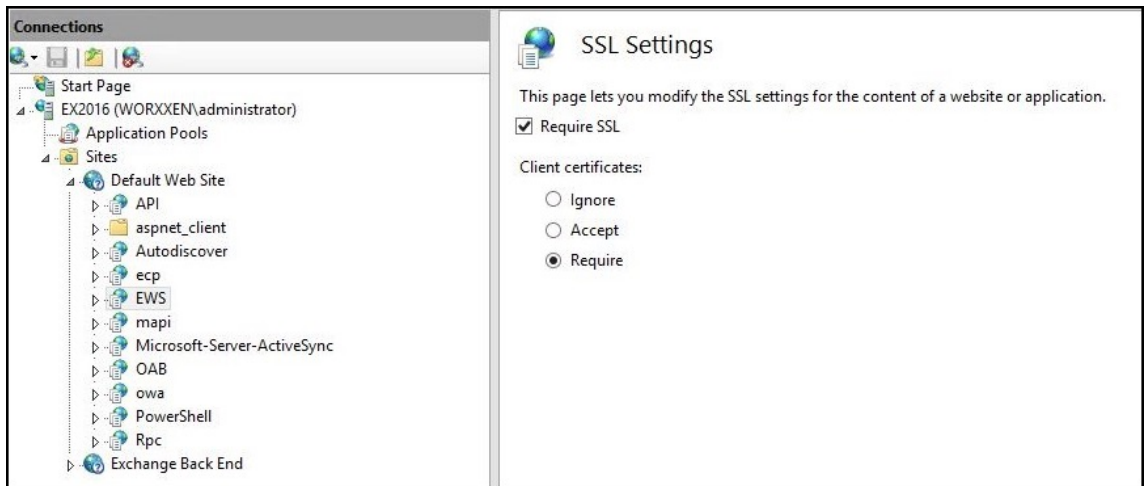 Connections
Start Page
EX2016 (WORXXEN\administrator)
Application Pools
Sites
Default Web Site
API
aspnet_client
Autodiscover
ecp
EWS
mapi
Microsoft-Server-ActiveSync
OAB
owa
PowerShell
Rpc
Exchange Back End
SSL Settings
This page lets you modify the SSL settings for the content of a website or application.
Require SSL
Client certificates:
Ignore
Accept
Require